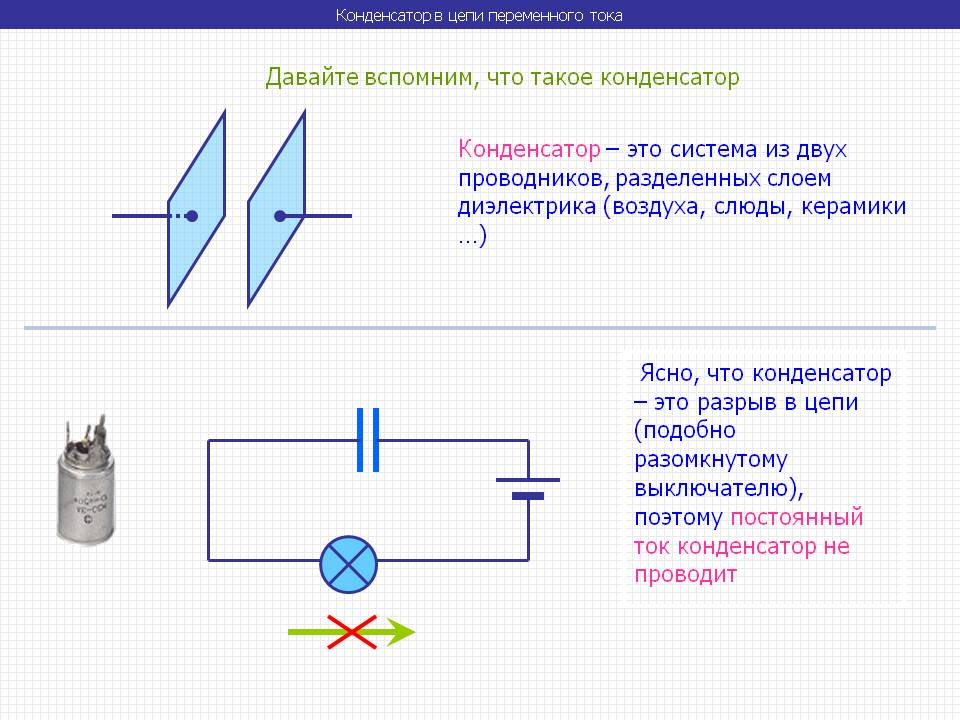 Конденсатор в цепи переменного тока
Давайте вспомним, что такое конденсатор
Конденсатор – это система из двух
проводников, разделенных слоем
диэлектрика (воздуха, слюды, керамики
…)
Ясно, что конденсатор
– это разрыв в цепи
(подобно
разомкнутому
выключателю),
поэтому постоянный
ток конденсатор не
проводит